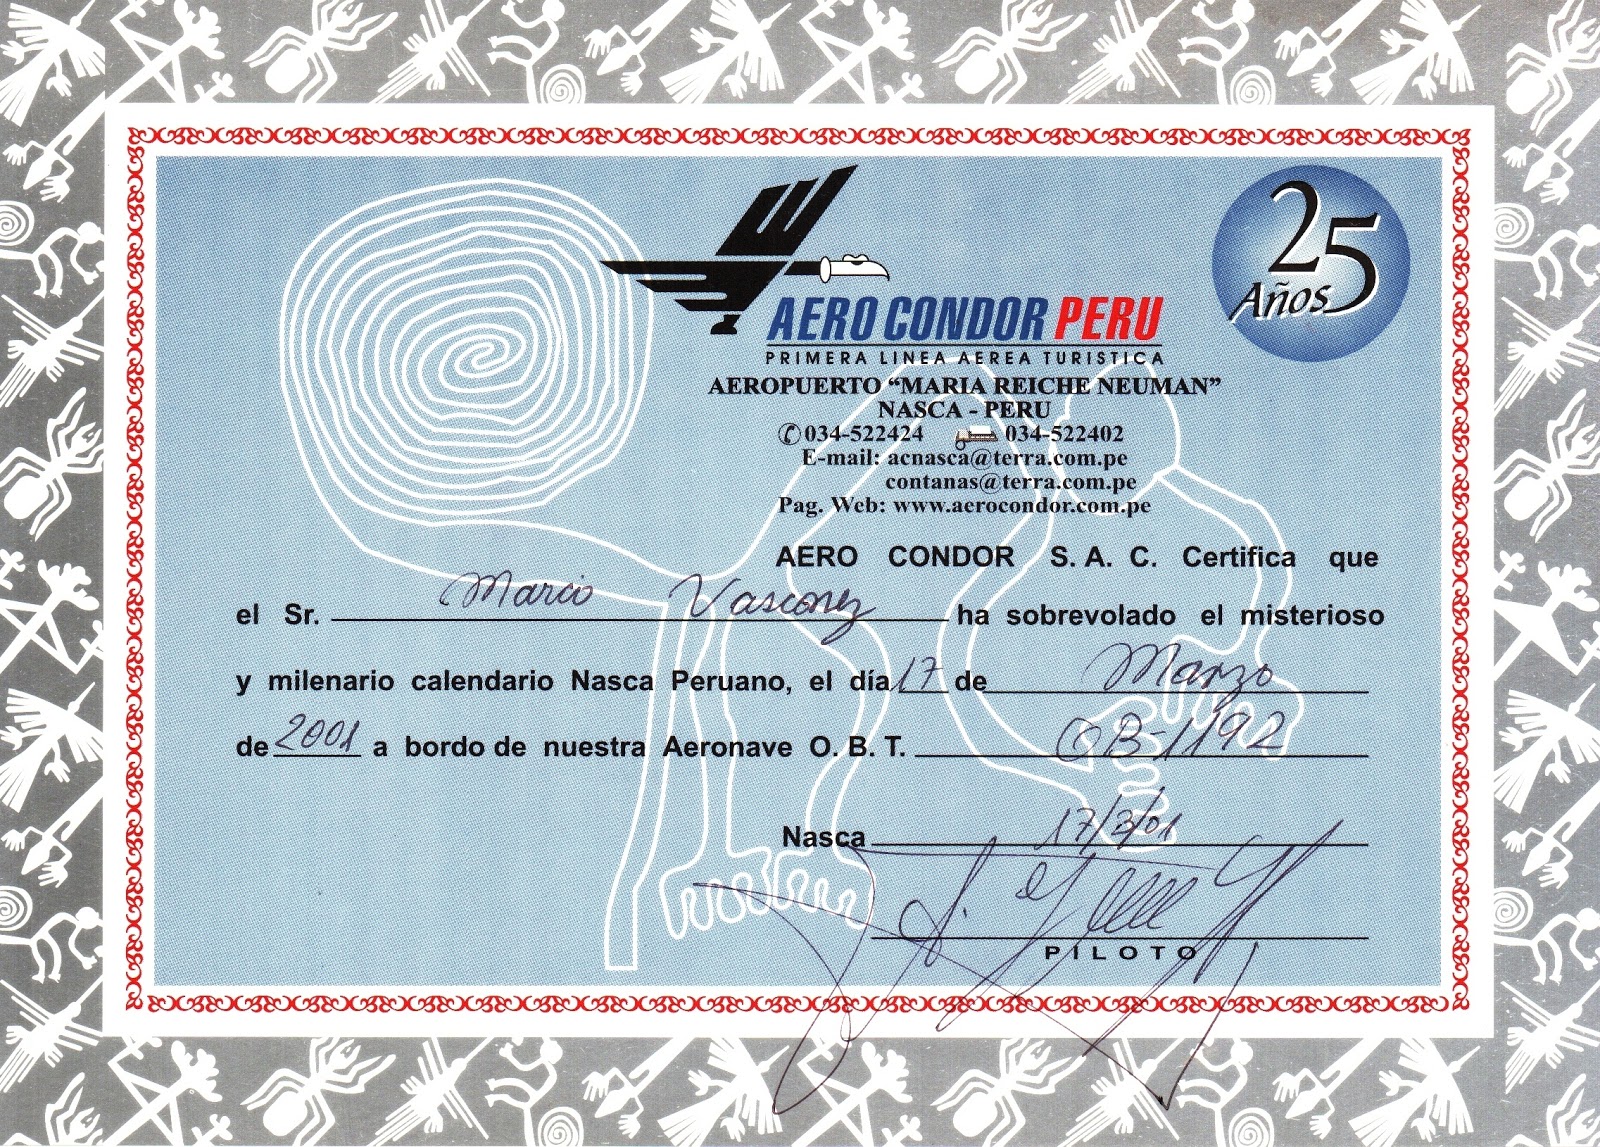 25
Años
AERO CONDOR PERU
PRIMERA LINEA AEREA TURISTICA
AEROPUERTO “MARIA REICHE NEUMAN”
NASCA - PERU
✆034-522424 034-522402
E-mail: acnasca@terra.com.pe
contanas@terra.com.pe
Pag. Web: www.aerocondor.com.pe
AERO CONDOR S. A. C. Certifica que
el Sr. Marcio Vasconez ha sobrevolado el misterioso
y milenario calendario Nasca Peruano, el día 17 de Marzo
de 2001 a bordo de nuestra Aeronave O. B. T. OB-1192
Nasca 17/3/01
PILOTO